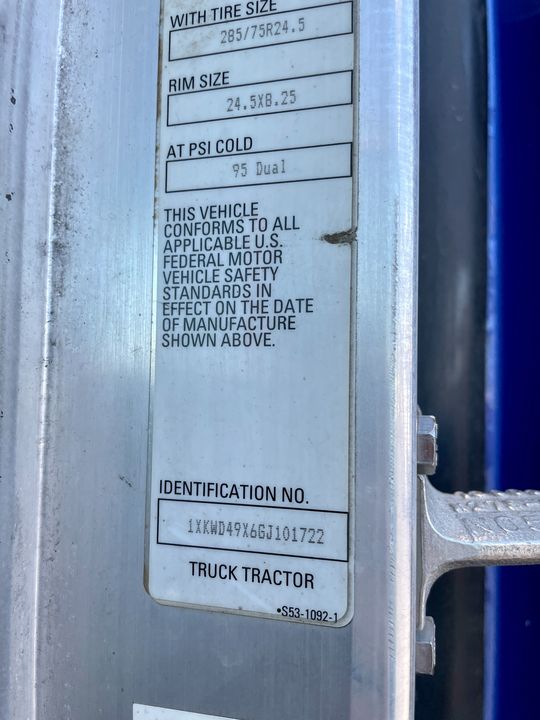 WITH TIRE SIZE
285/75R24.5
RIM SIZE
24.5X8.25
AT PSI COLD
95 Dual
THIS VEHICLE
CONFORMS TO ALL
APPLICABLE U.S.
FEDERAL MOTOR
VEHICLE SAFETY
STANDARDS IN
EFFECT ON THE DATE
OF MANUFACTURE
SHOWN ABOVE.
IDENTIFICATION NO.
1XKWD49X6GJ101722
TRUCK TRACTOR
•S53-1092-1